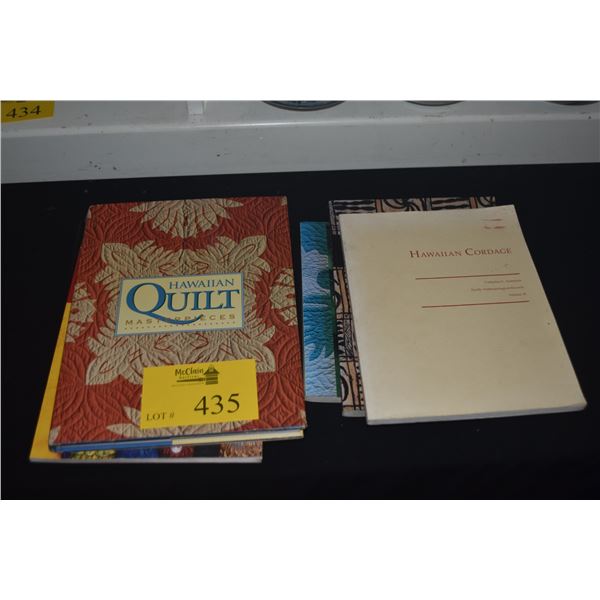 434
HAWAIIAN
QUILT
MASTERPIECES
McClain
LOT # 435
HAWAIIAN CORDAGE